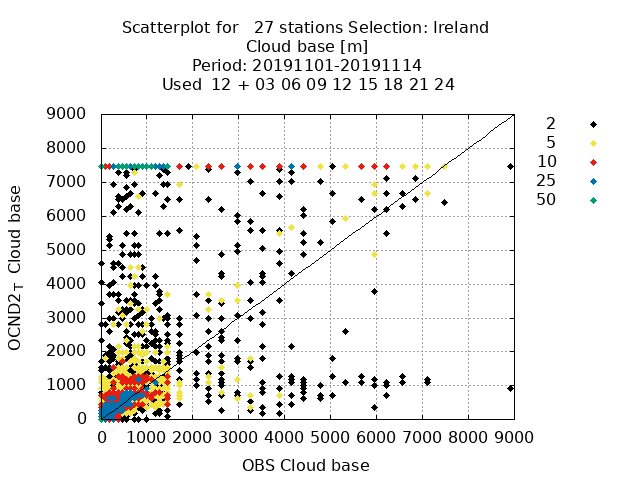 Scatterplot for   27 stations Selection: Ireland
Cloud base [m]
Period: 20191101-20191114
Used  12 + 03 06 09 12 15 18 21 24
9000
8000
7000
6000
5000
4000
3000
2000
1000
0
OCND2T Cloud base
0 1000 2000 3000 4000 5000 6000 7000 8000 9000
OBS Cloud base
2
5
10
25
50